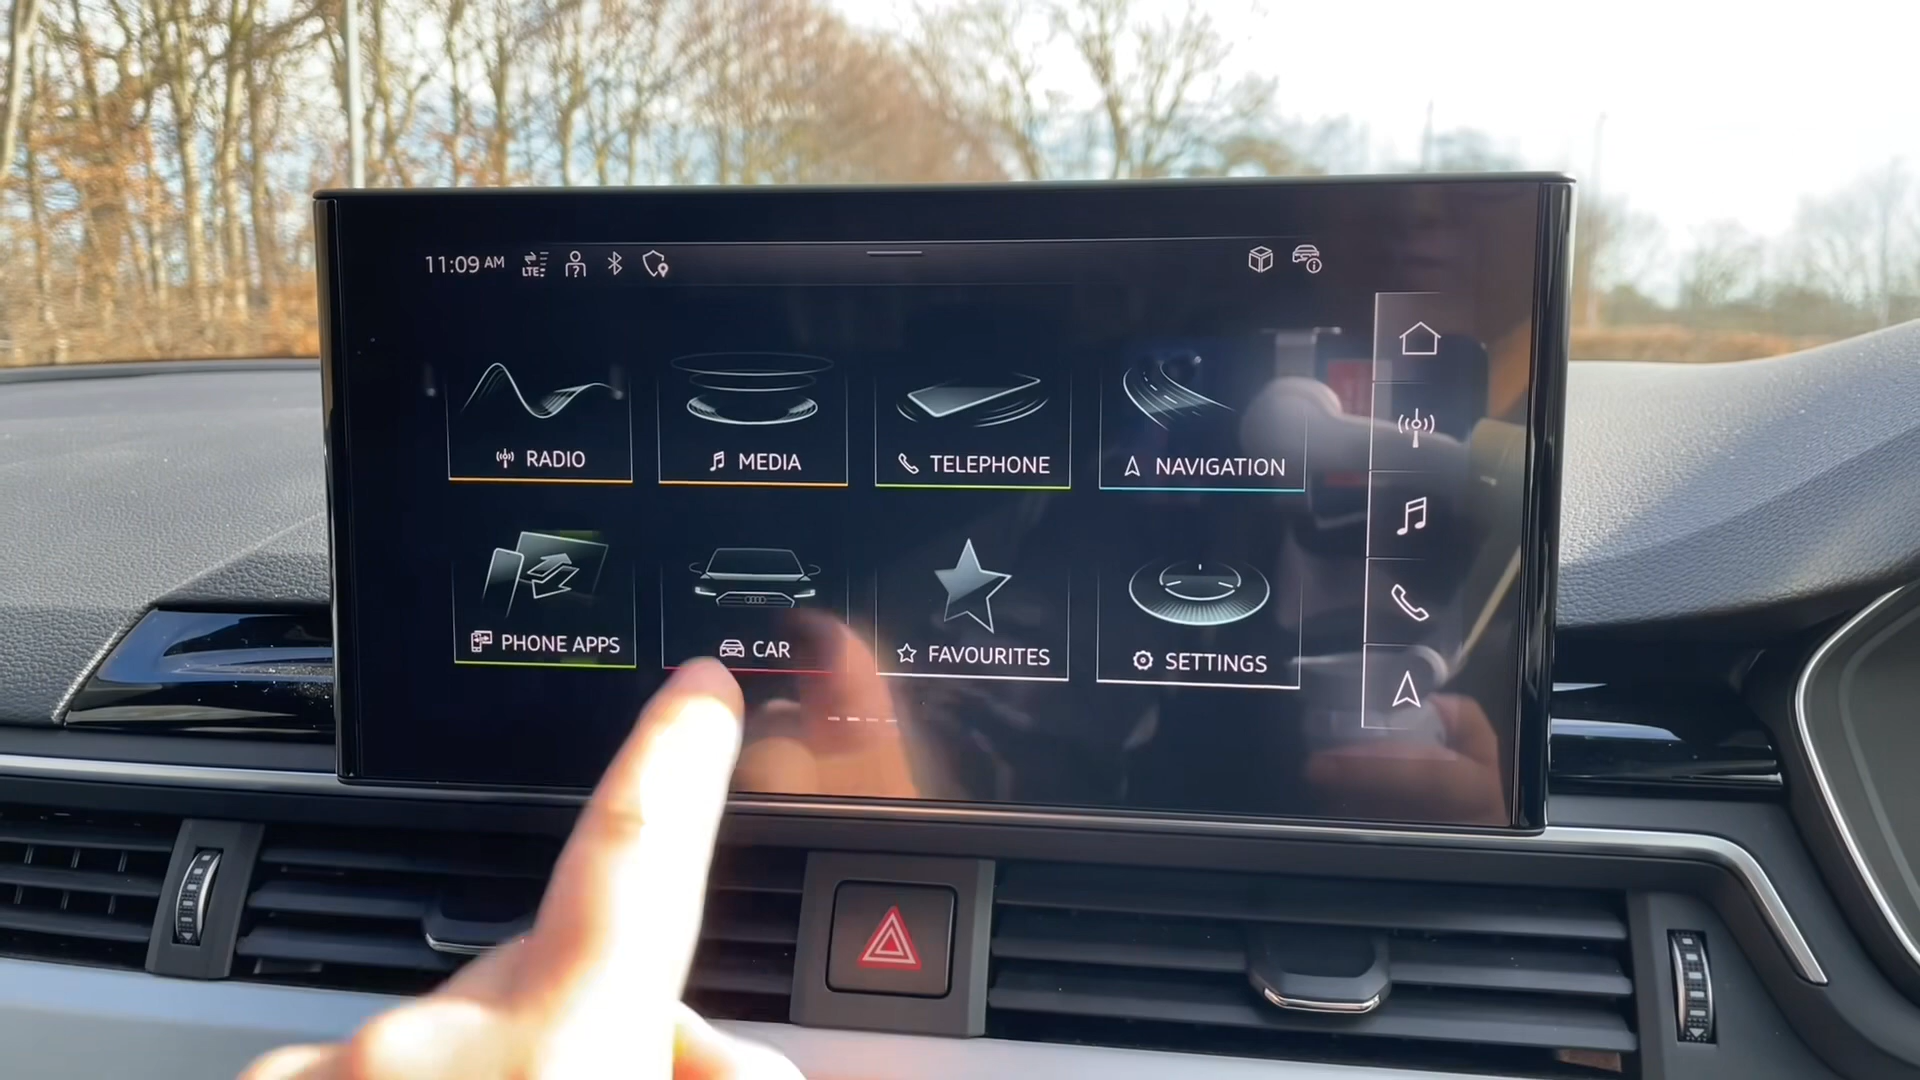 11:09 AM
LTE
RADIO
MEDIA
TELEPHONE
NAVIGATION
PHONE APPS
CAR
FAVOURITES
SETTINGS